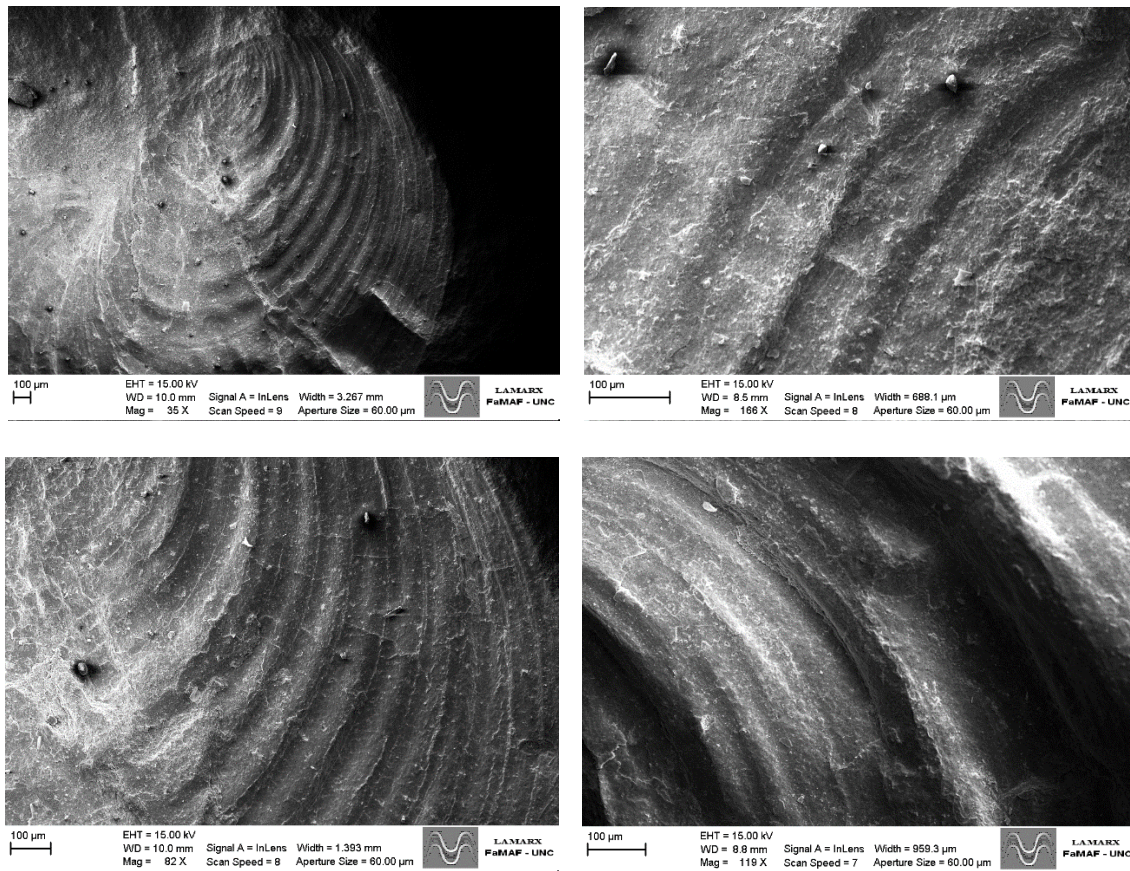 100 µm
EHT = 15.00 kV
WD = 10.0 mm Signal A = InLens Width = 3.267 mm
Mag = 35 X Scan Speed = 9 Aperture Size = 60.00 µm
LAMARX
FaMAF - UNC
100 µm
EHT = 15.00 kV
WD = 8.5 mm Signal A = InLens Width = 688.1 µm
Mag = 166 X Scan Speed = 8 Aperture Size = 60.00 µm
LAMARX
FaMAF - UNC
100 µm
EHT = 15.00 kV
WD = 10.0 mm Signal A = InLens Width = 1.393 mm
Mag = 82 X Scan Speed = 8 Aperture Size = 60.00 µm
LAMARX
FaMAF - UNC
100 µm
EHT = 15.00 kV
WD = 8.8 mm Signal A = InLens Width = 959.3 µm
Mag = 119 X Scan Speed = 7 Aperture Size = 60.00 µm
LAMARX
FaMAF - UNC